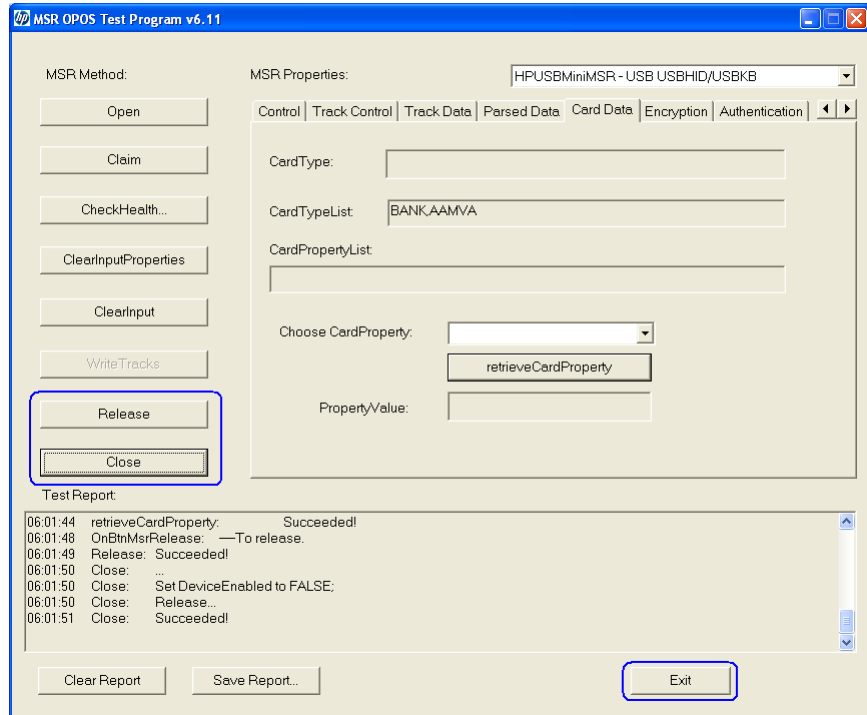 MSR OPOS Test Program v6.11
MSR Method:
MSR Properties:
HPUSBMiniMSR - USB USBHID/USBKB
Open
Claim
CheckHealth...
ClearInputProperties
ClearInput
WriteTracks
Release
Close
Control Track Control Track Data Parsed Data Card Data Encryption Authentication
CardType:
CardTypeList: BANK,AAMVA
CardPropertyList:
Choose CardProperty:
retrieveCardProperty
PropertyValue:
Test Report:
06:01:44 retrieveCardProperty: Succeeded!
06:01:48 OnBtnMsrRelease: —To release.
06:01:49 Release: Succeeded!
06:01:50 Close: ...
06:01:50 Close: Set DeviceEnabled to FALSE;
06:01:50 Close: Release...
06:01:51 Close: Succeeded!
Clear Report
Save Report...
Exit